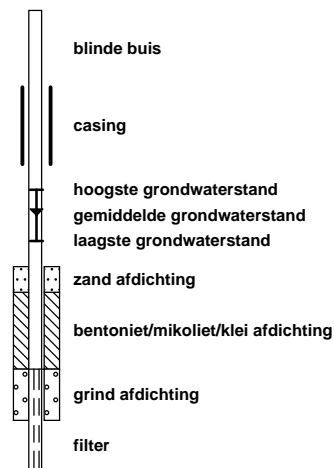 blinde buis
casing
hoogste grondwaterstand
gemiddelde grondwaterstand
laagste grondwaterstand
zand afdichting
bentoniet/mikoliet/klei afdichting
grind afdichting
filter